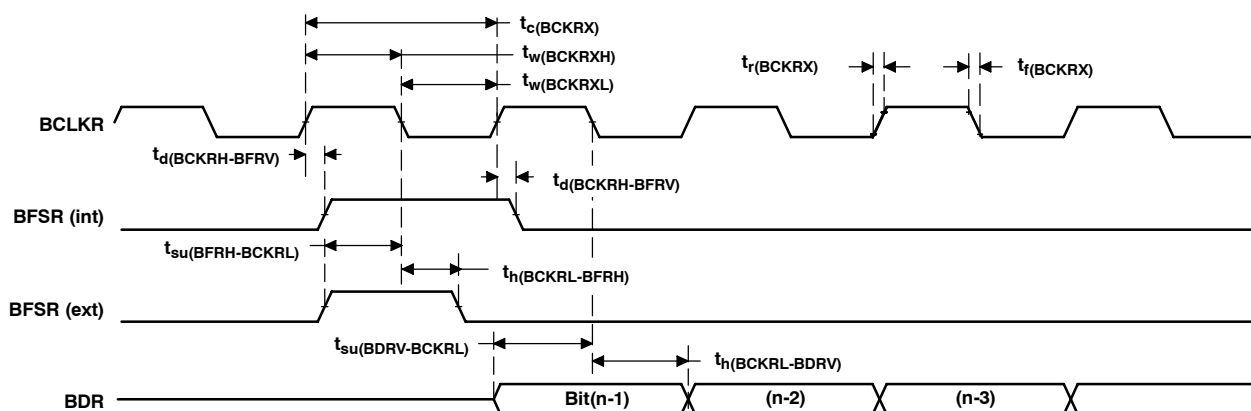 tc(BCKRX)
tw(BCKRXH)
tr(BCKRX)
tf(BCKRX)
tw(BCKRXL)
BCLKR
td(BCKRH-BFRV)
td(BCKRH-BFRV)
BFSR (int)
tsu(BFRH-BCKRL)
th(BCKRL-BFRH)
BFSR (ext)
tsu(BDRV-BCKRL)
th(BCKRL-BDRV)
BDR
Bit(n-1)
(n-2)
(n-3)